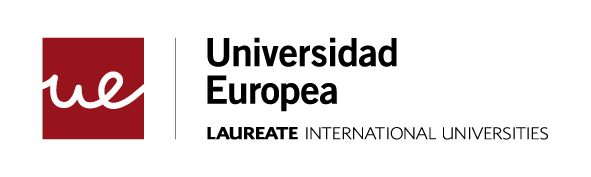 ue
Universidad
Europea
LAUREATE INTERNATIONAL UNIVERSITIES